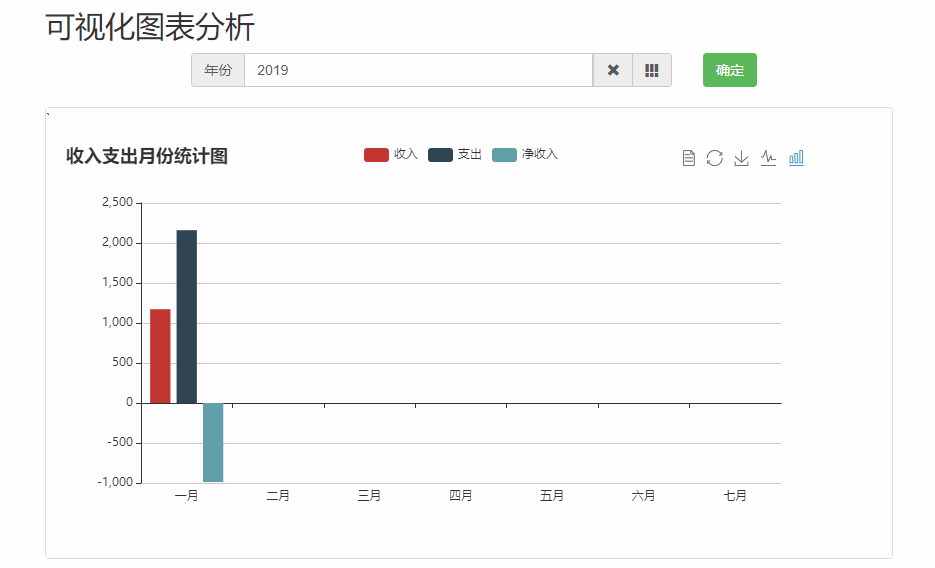 可视化图表分析
年份 2019 确定
`
收入支出月份统计图 收入 支出 净收入
2,500
2,000
1,500
1,000
500
0
-500
-1,000
一月 二月 三月 四月 五月 六月 七月